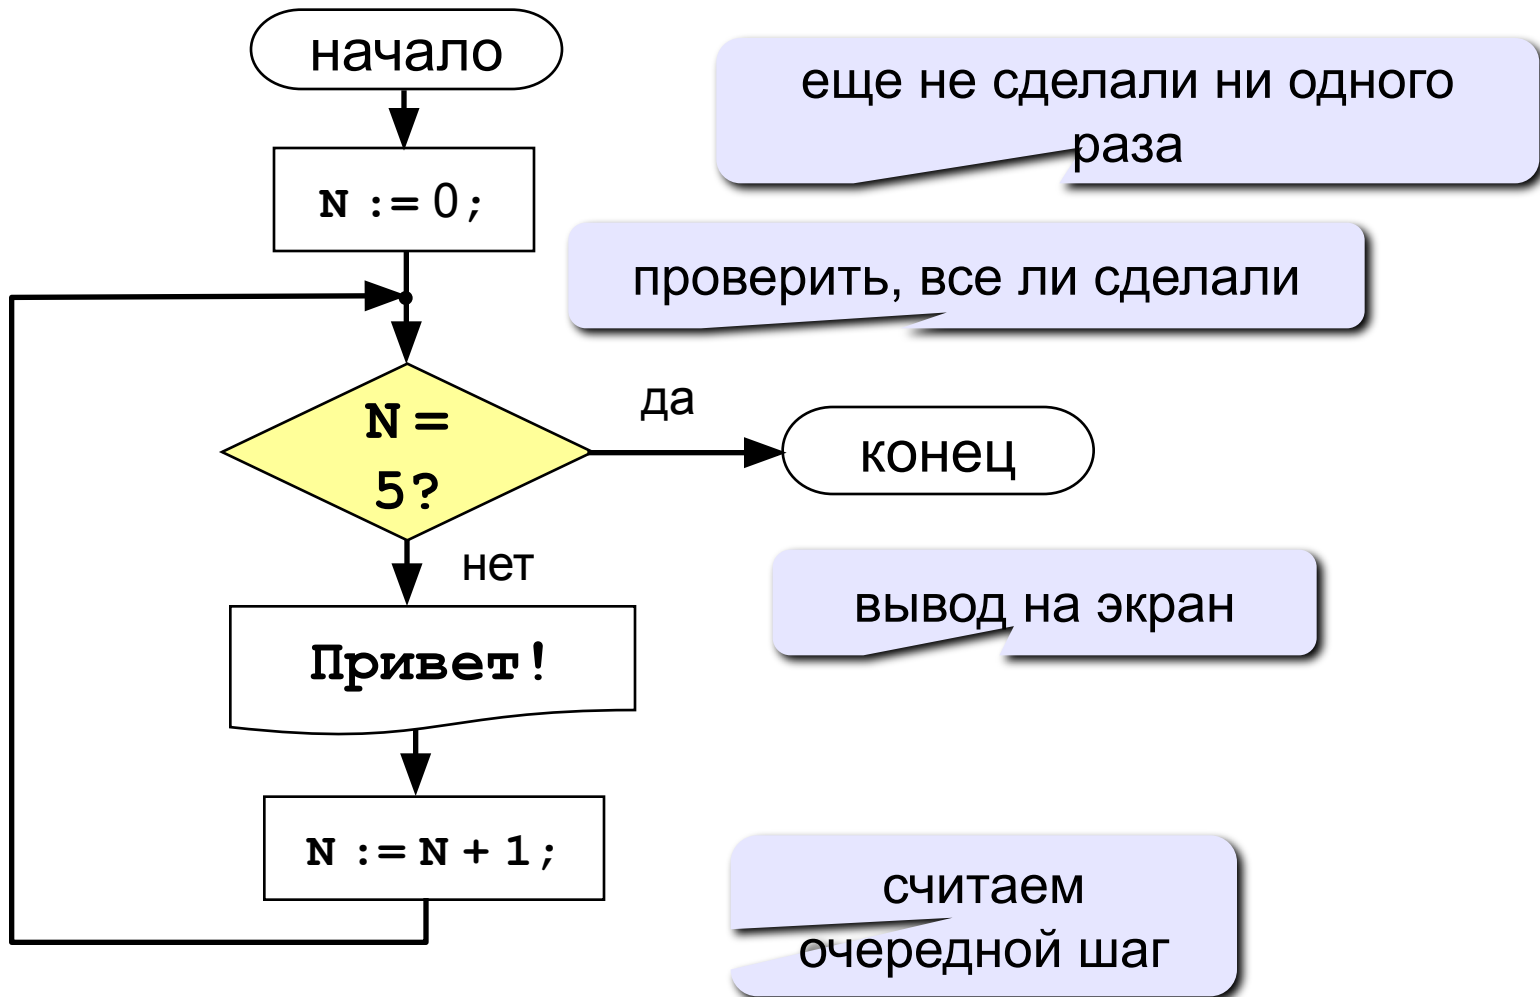 начало
еще не сделали ни одного
раза
N := 0;
проверить, все ли сделали
да
N =
5?
конец
нет
вывод на экран
Привет!
N := N + 1;
считаем
очередной шаг